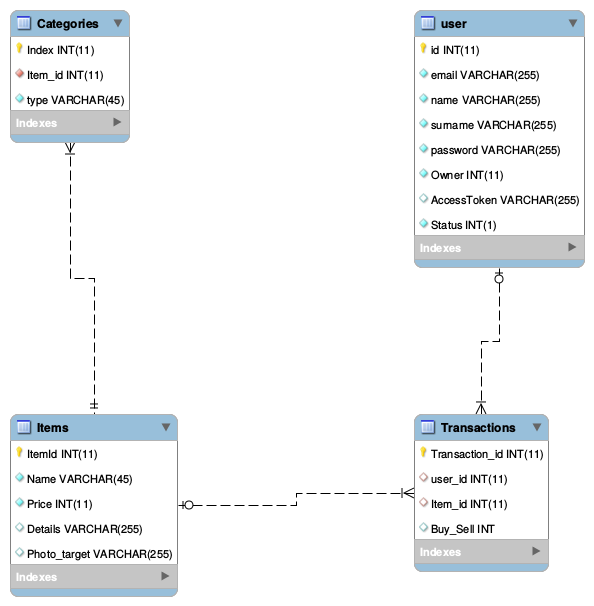 Categories
Index INT(11)
Item_id INT(11)
type VARCHAR(45)
Indexes
user
id INT(11)
email VARCHAR(255)
name VARCHAR(255)
surname VARCHAR(255)
password VARCHAR(255)
Owner INT(11)
AccessToken VARCHAR(255)
Status INT(1)
Indexes
Items
ItemId INT(11)
Name VARCHAR(45)
Price INT(11)
Details VARCHAR(255)
Photo_target VARCHAR(255)
Indexes
Transactions
Transaction_id INT(11)
user_id INT(11)
Item_id INT(11)
Buy_Sell INT
Indexes